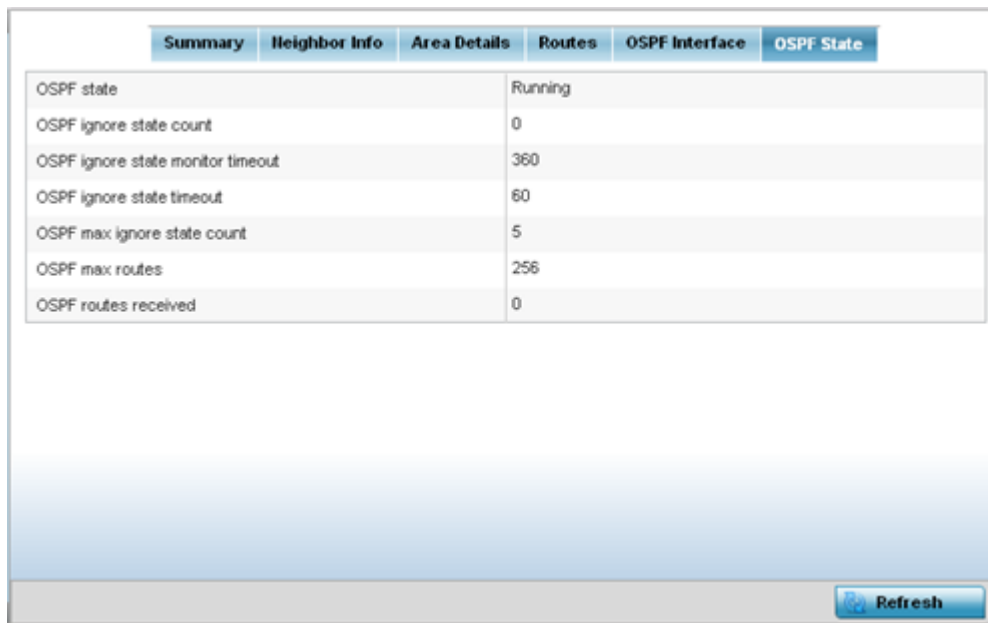 Summary Neighbor Info Area Details Routes OSPF Interface OSPF State
OSPF state Running
OSPF ignore state count 0
OSPF ignore state monitor timeout 360
OSPF ignore state timeout 60
OSPF max ignore state count 5
OSPF max routes 256
OSPF routes received 0
Refresh